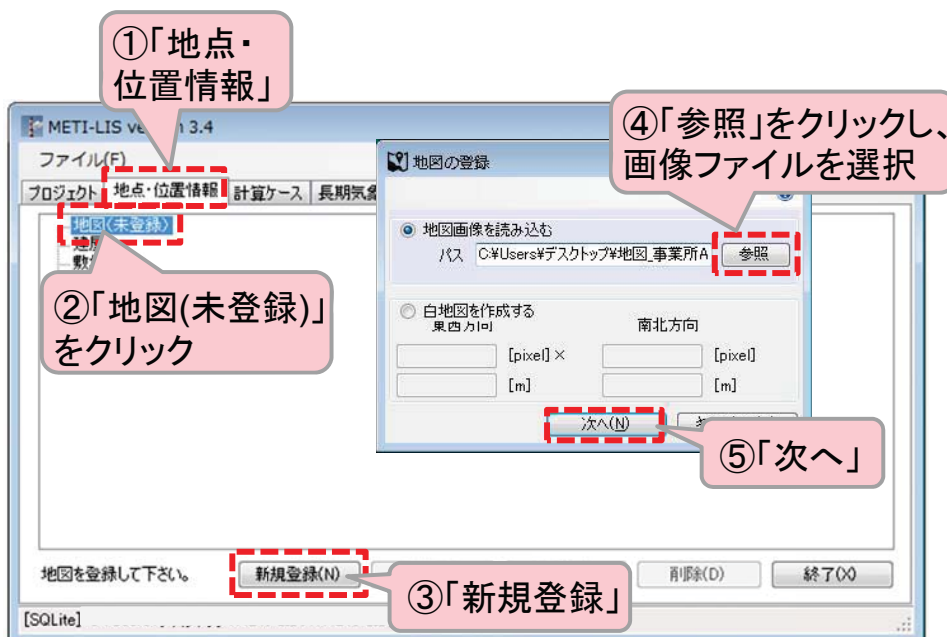 ①「地点・
位置情報」
METI-LIS ve n 3.4
ファイル(F)
プロジェクト 地点・位置情報 計算ケース 長期気象
地図(未登録)
②「地図(未登録)」
をクリック
④「参照」をクリックし、
画像ファイルを選択
地図の登録
地図画像を読み込む
パス C:¥Users¥デスクトップ¥地図_事業所A 参照
白地図を作成する
東西方向 南北方向
[pixel] × [pixel]
[m] [m]
次へ(N)
⑤「次へ」
地図を登録して下さい。 新規登録(N) 削除(D) 終了(X)
③「新規登録」
[SQLite]